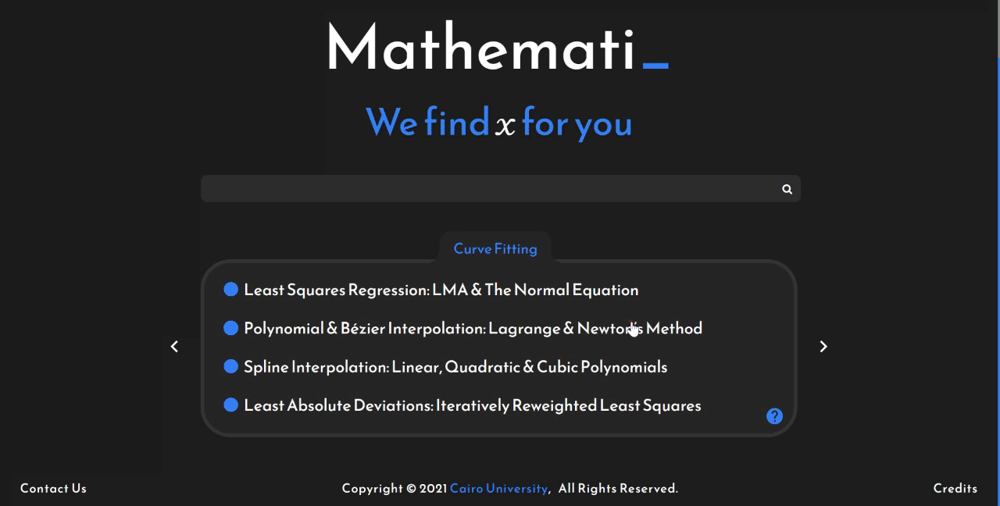 Mathemati_
We find x for you
Curve Fitting
Least Squares Regression: LMA & The Normal Equation
Polynomial & Bézier Interpolation: Lagrange & Newton's Method
Spline Interpolation: Linear, Quadratic & Cubic Polynomials
Least Absolute Deviations: Iteratively Reweighted Least Squares
?
Contact Us
Copyright © 2021 Cairo University, All Rights Reserved.
Credits